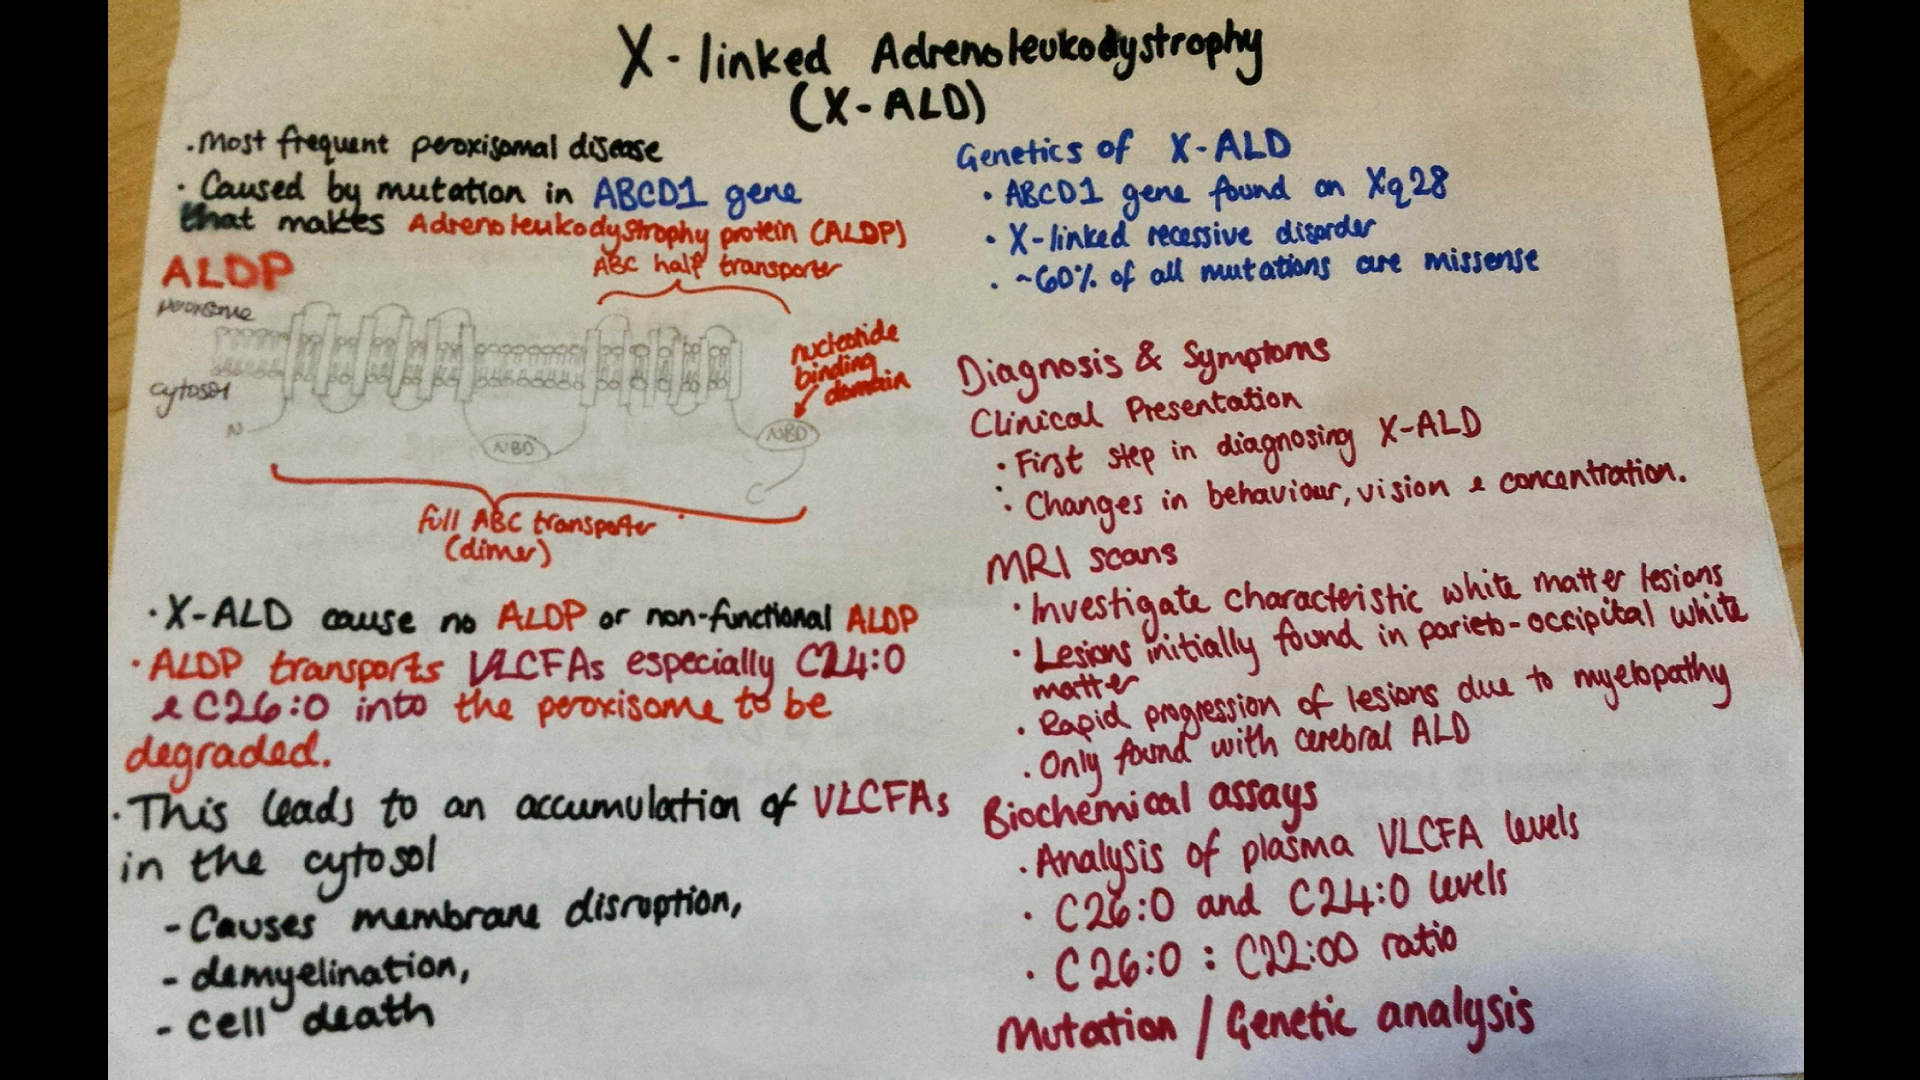 X-linked Adrenoleukodystrophy
(X-ALD)
· Most frequent peroxisomal disease
· Caused by mutation in ABCD1 gene
that makes Adrenoleukodystrophy protein (ALDP)
ALDP
ABC half transporter
peroxisome
nucleotide
binding
domain
cytosol
N
NBD
NBD
C
full ABC transporter
(dimer)
· X-ALD cause no ALDP or non-functional ALDP
· ALDP transports VLCFAs especially C24:0
& C26:0 into the peroxisome to be
degraded.
· This leads to an accumulation of VLCFAs
in the cytosol
- Causes membrane disruption,
- demyelination,
- cell death
Genetics of X-ALD
· ABCD1 gene found on Xq28
· X-linked recessive disorder
· ~60% of all mutations are missense
Diagnosis & Symptoms
Clinical Presentation
· First step in diagnosing X-ALD
· Changes in behaviour, vision & concentration.
MRI scans
· Investigate characteristic white matter lesions
· Lesions initially found in parieto-occipital white
matter
· Rapid progression of lesions due to myelopathy
· Only found with cerebral ALD
Biochemical assays
· Analysis of plasma VLCFA levels
· C26:0 and C24:0 levels
· C26:0 : C22:00 ratio
Mutation / Genetic analysis